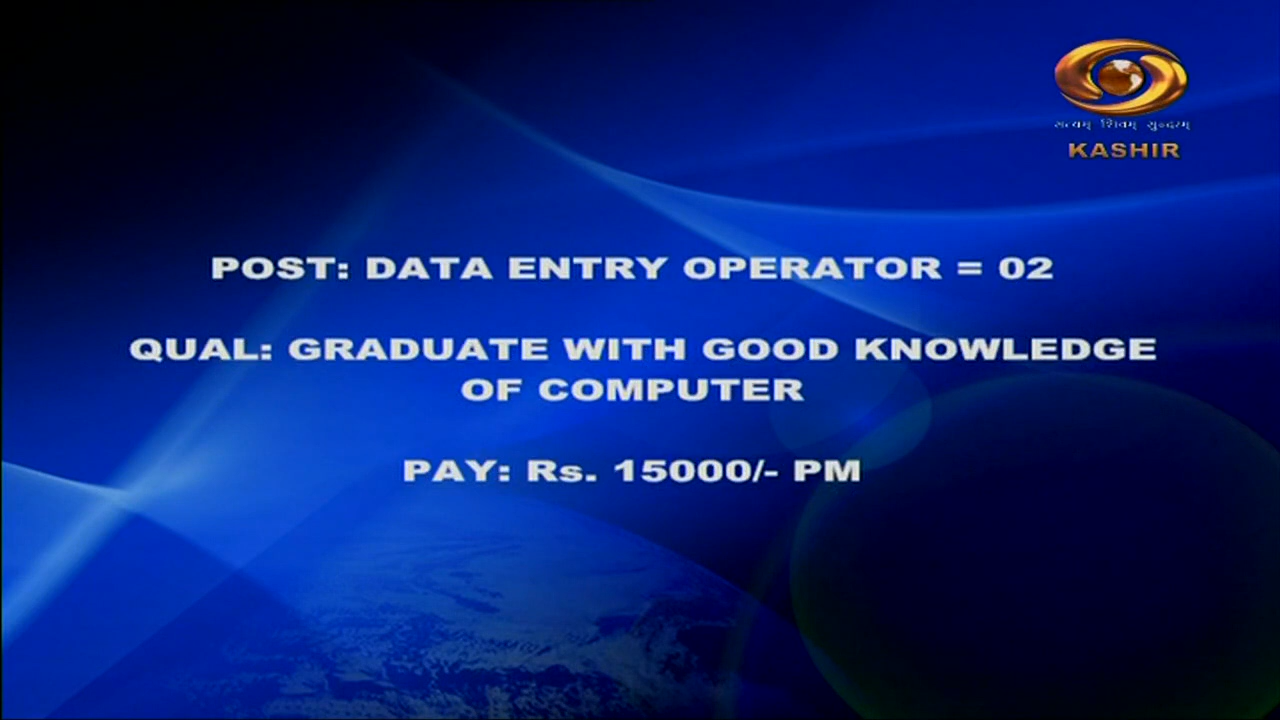 सत्यम् शिवम् सुन्दरम्
KASHIR
POST: DATA ENTRY OPERATOR = 02
QUAL: GRADUATE WITH GOOD KNOWLEDGE
OF COMPUTER
PAY: Rs. 15000/- PM